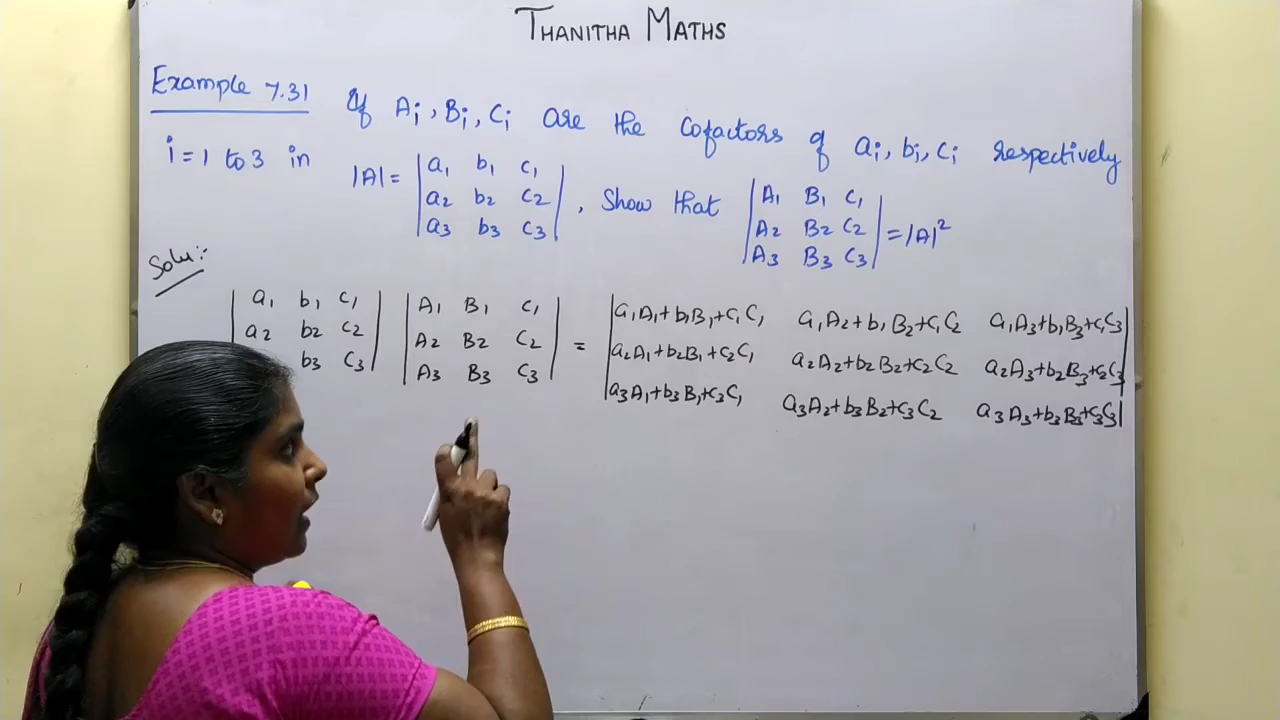 THANITHA MATHS
Example 7.31 If Ai, Bi, Ci are the cofactors of ai, bi, ci respectively
i = 1 to 3 in |A| = | a1 b1 c1 | , Show that | A1 B1 C1 | = |A|²
a2 b2 c2 A2 B2 C2
a3 b3 c3 A3 B3 C3
Solu:-
| a1 b1 c1 | | A1 B1 C1 | = | a1A1+b1B1+c1C1 a1A2+b1B2+c1C2 a1A3+b1B3+c1C3 |
a2 b2 c2 A2 B2 C2 a2A1+b2B1+c2C1 a2A2+b2B2+c2C2 a2A3+b2B3+c2C3
b3 c3 A3 B3 C3 a3A1+b3B1+c3C1 a3A2+b3B2+c3C2 a3A3+b3B3+c3C3